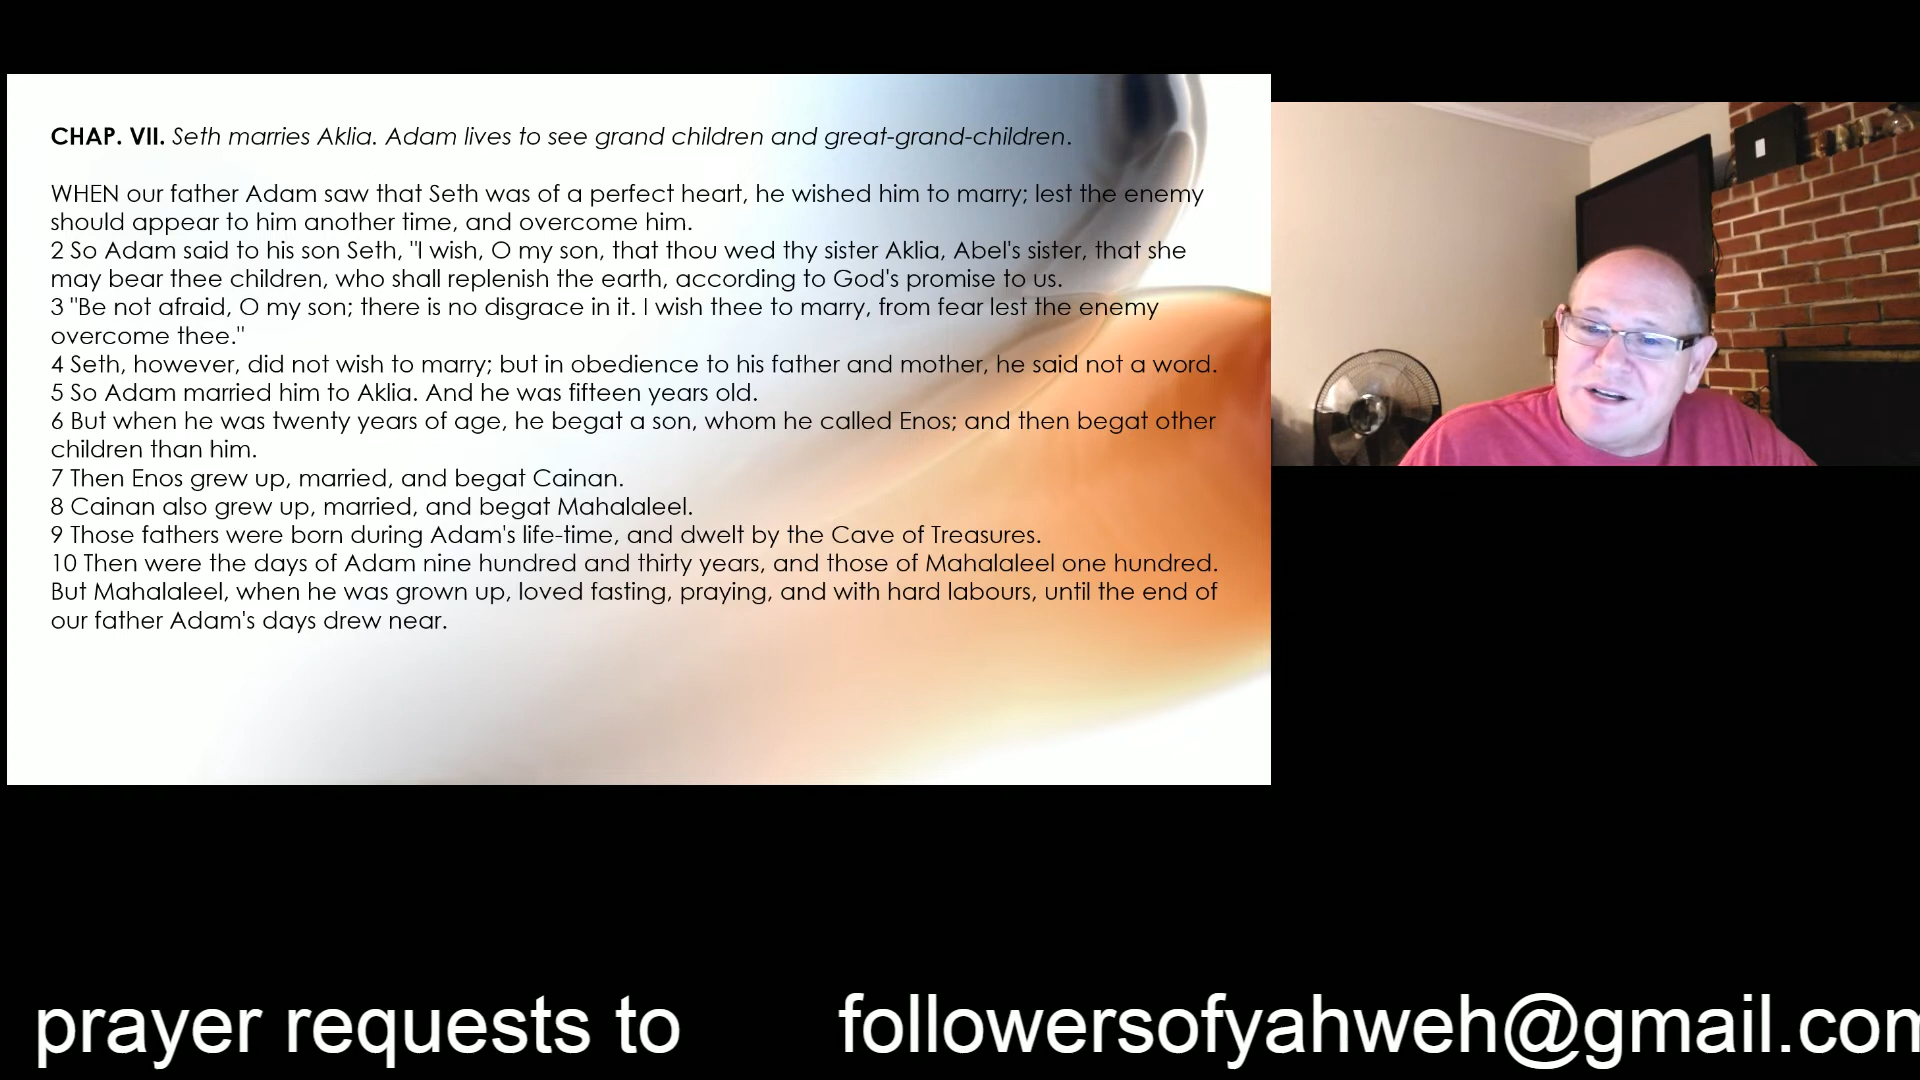 CHAP. VII. Seth marries Aklia. Adam lives to see grand children and great-grand-children.
WHEN our father Adam saw that Seth was of a perfect heart, he wished him to marry; lest the enemy
should appear to him another time, and overcome him.
2 So Adam said to his son Seth, "I wish, O my son, that thou wed thy sister Aklia, Abel's sister, that she
may bear thee children, who shall replenish the earth, according to God's promise to us.
3 "Be not afraid, O my son; there is no disgrace in it. I wish thee to marry, from fear lest the enemy
overcome thee."
4 Seth, however, did not wish to marry; but in obedience to his father and mother, he said not a word.
5 So Adam married him to Aklia. And he was fifteen years old.
6 But when he was twenty years of age, he begat a son, whom he called Enos; and then begat other
children than him.
7 Then Enos grew up, married, and begat Cainan.
8 Cainan also grew up, married, and begat Mahalaleel.
9 Those fathers were born during Adam's life-time, and dwelt by the Cave of Treasures.
10 Then were the days of Adam nine hundred and thirty years, and those of Mahalaleel one hundred.
But Mahalaleel, when he was grown up, loved fasting, praying, and with hard labours, until the end of
our father Adam's days drew near.
prayer requests to followersofyahweh@gmail.com